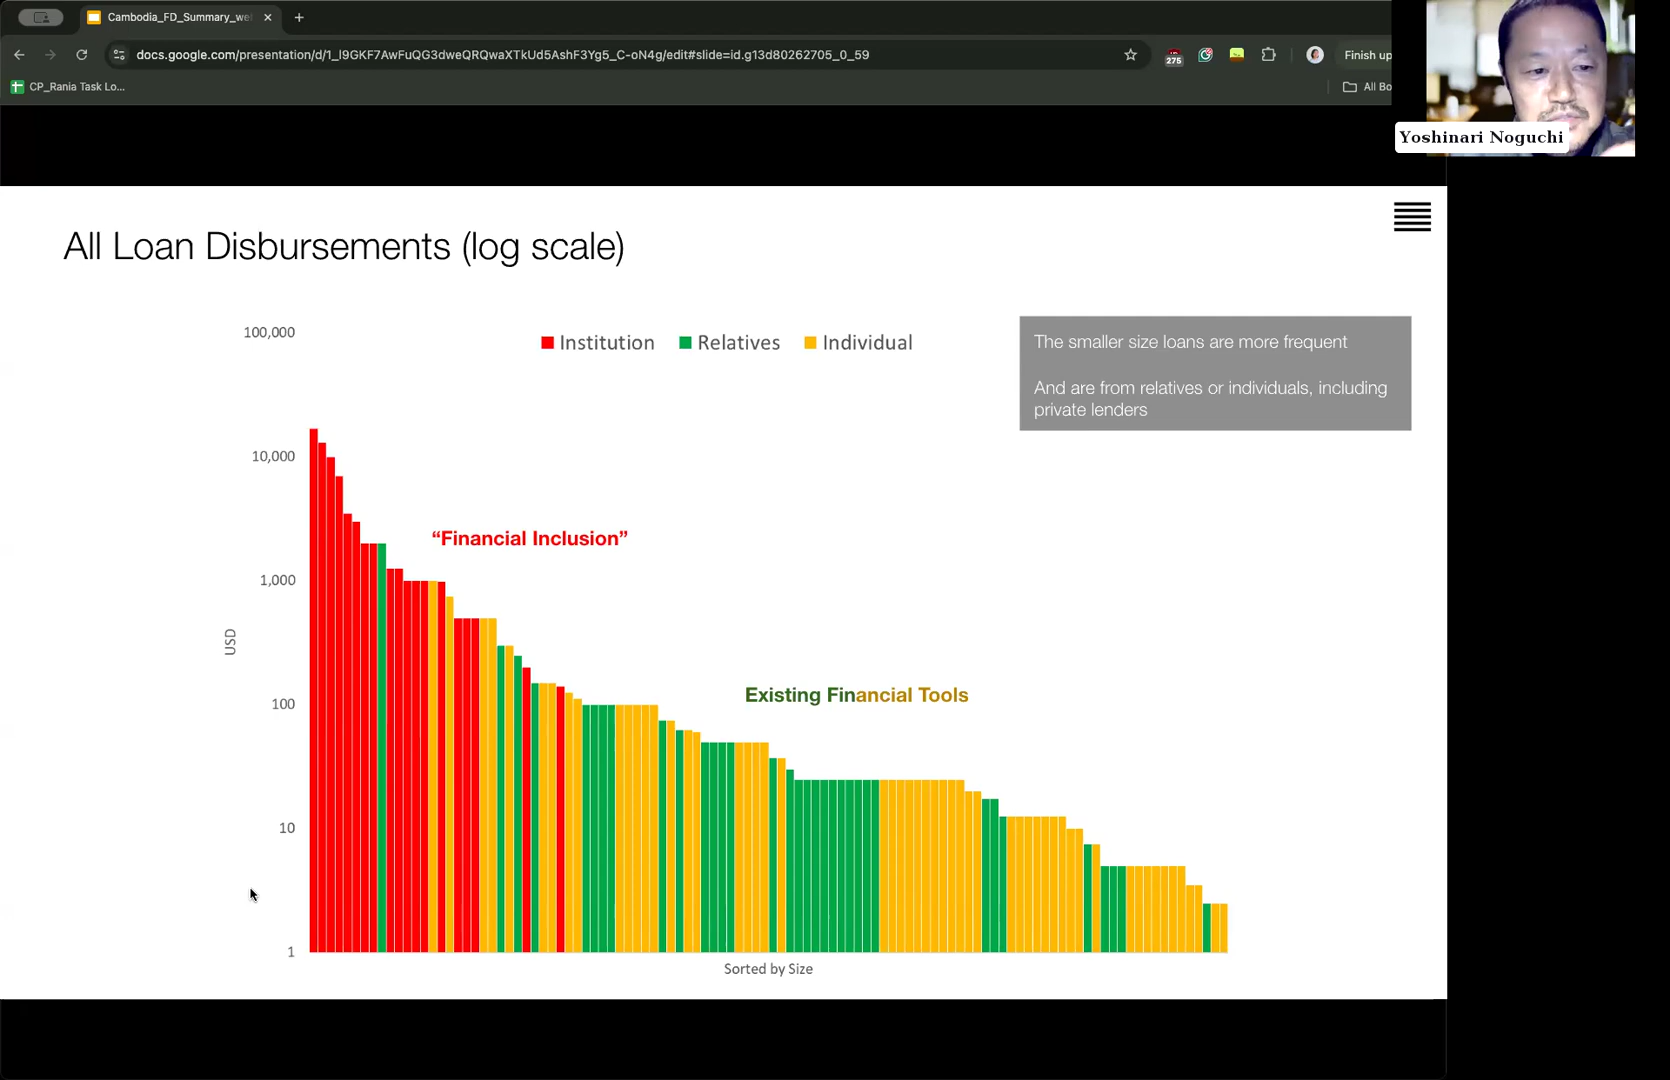 Cambodia_FD_Summary_we
docs.google.com/presentation/d/1_l9GKF7AwFuQG3dweQRQwaXTkUd5AshF3Yg5_C-oN4g/edit#slide=id.g13d80262705_0_59
275
Finish up
CP_Rania Task Lo...
All Bo
Yoshinari Noguchi
All Loan Disbursements (log scale)
100,000
10,000
1,000
100
10
1
USD
Institution
Relatives
Individual
The smaller size loans are more frequent
And are from relatives or individuals, including
private lenders
“Financial Inclusion”
Existing Financial Tools
Sorted by Size